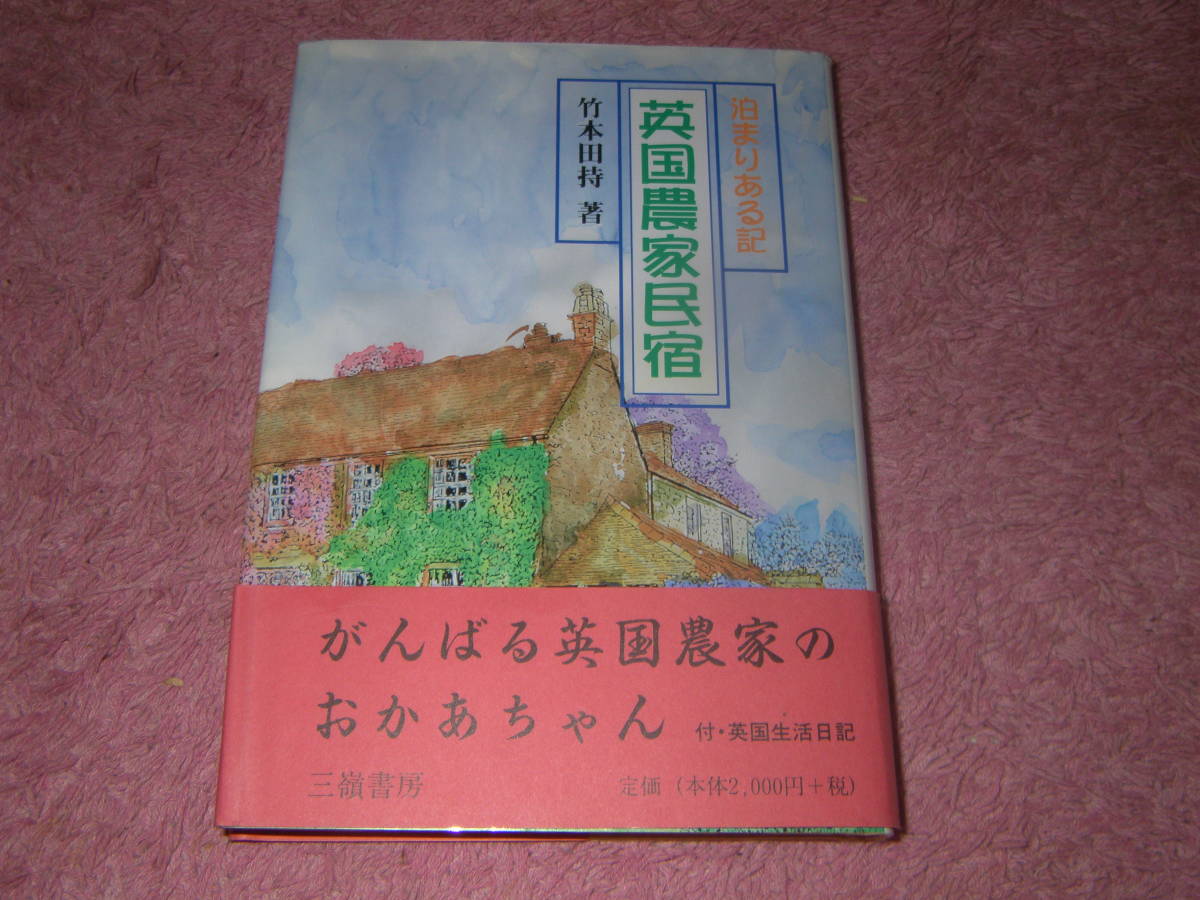 泊まりある記
英国農家民宿
竹本田持 著
がんばる英国農家の
おかあちゃん 付・英国生活日記
三嶺書房 定価（本体2,000円＋税）